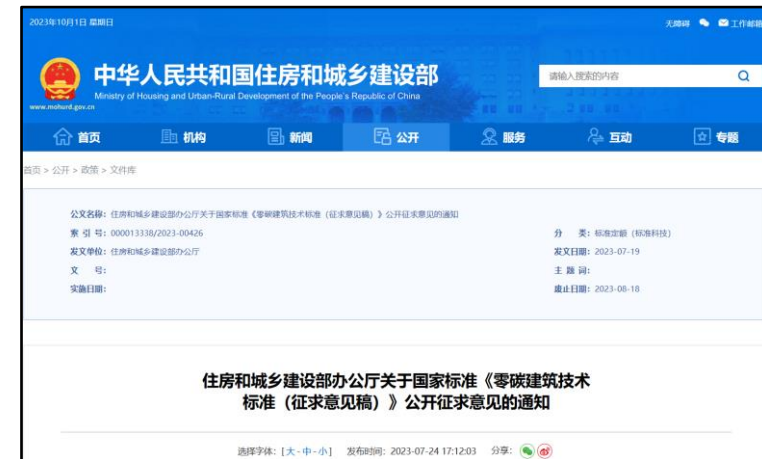 2023年10月1日 星期日
无障碍 工作邮箱
中华人民共和国住房和城乡建设部
Ministry of Housing and Urban-Rural Development of the People's Republic of China
www.mohurd.gov.cn
请输入搜索的内容
首页 机构 新闻 公开 服务 互动 专题
首页 > 公开 > 政策 > 文件库
公文名称：住房和城乡建设部办公厅关于国家标准《零碳建筑技术标准（征求意见稿）》公开征求意见的通知
索 引 号：000013338/2023-00426 分 类：标准定额（标准科技）
发文单位：住房和城乡建设部办公厅 发文日期：2023-07-19
文 号： 主 题 词：
实施日期： 废止日期：2023-08-18
住房和城乡建设部办公厅关于国家标准《零碳建筑技术
标准（征求意见稿）》公开征求意见的通知
选择字体：[大-中-小] 发布时间：2023-07-24 17:12:03 分享：